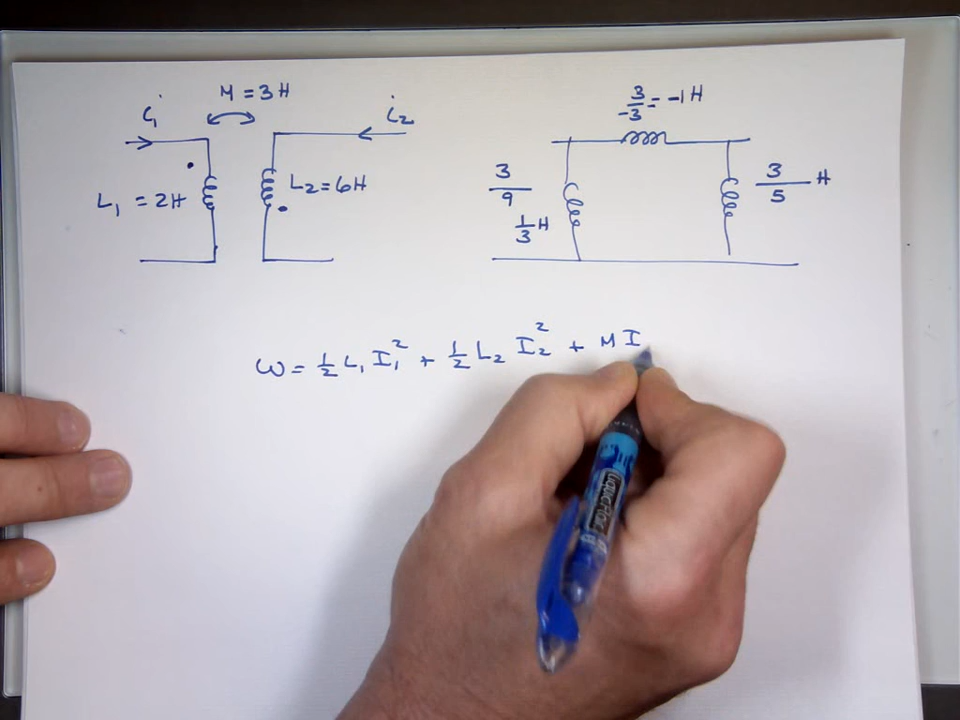 M = 3H
i₁
i₂
L₁ = 2H
L₂ = 6H
3/-3 = -1H
3/9
1/3 H
3/5 H
ω = 1/2 L₁ I₁² + 1/2 L₂ I₂² + M I
LiquiFlo